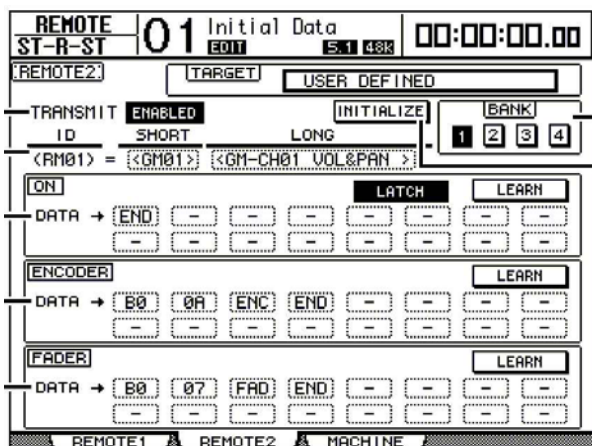 REMOTE
ST-R-ST
01
Initial Data
EDIT 5.1 48K
00:00:00.00
REMOTE2
TARGET USER DEFINED
TRANSMIT ENABLED INITIALIZE BANK
ID SHORT LONG 1 2 3 4
(RM01) = <GM01> <GM-CH01 VOL&PAN >
ON LATCH LEARN
DATA → END - - - - - - -
- - - - - - - -
ENCODER LEARN
DATA → B0 0A ENC END - - - -
- - - - - - - -
FADER LEARN
DATA → B0 07 FAD END - - - -
- - - - - - - -
REMOTE1 REMOTE2 MACHINE